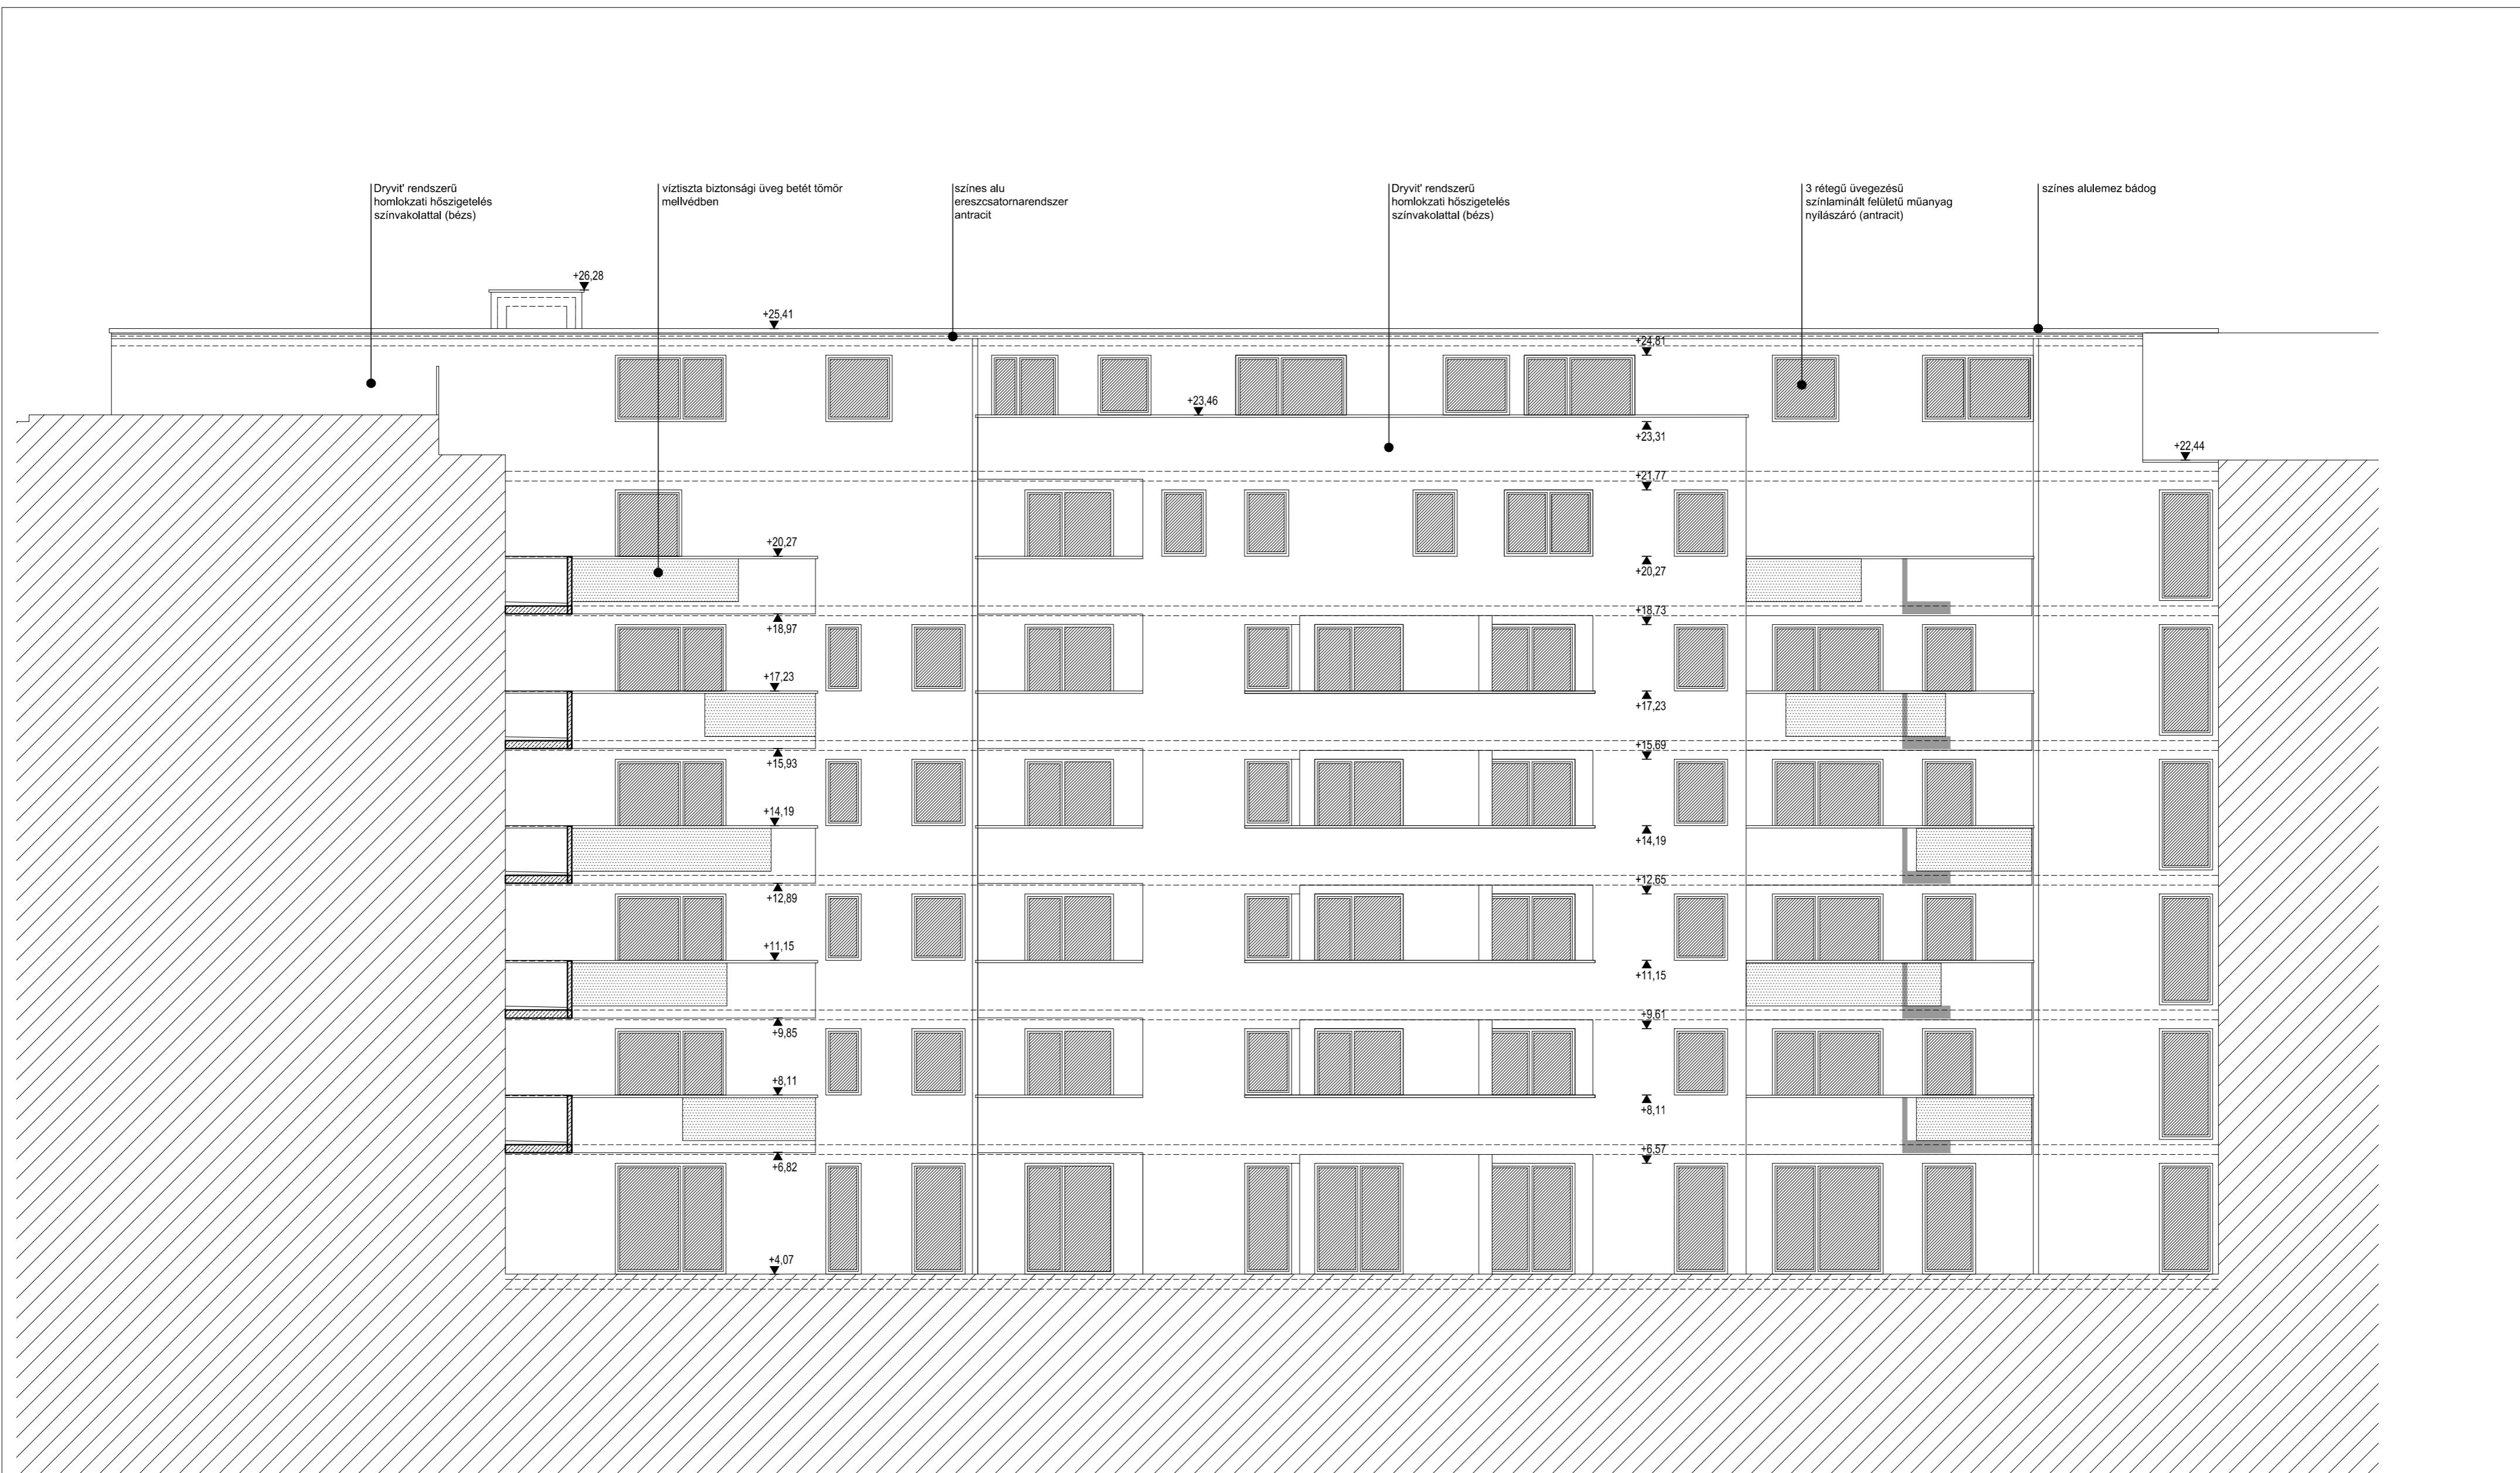 Dryvit' rendszerű
homlokzati hőszigetelés
színvakolattal (bézs)
víztiszta biztonsági üveg betét tömör
mellvédben
színes alu
ereszcsatornarendszer
antracit
Dryvit' rendszerű
homlokzati hőszigetelés
színvakolattal (bézs)
3 rétegű üvegezésű
színlaminált felületű műanyag
nyílászáró (antracit)
színes alulemez bádog
+26,28
+25,41
+24,81
+23,46
+23,31
+22,44
+21,77
+20,27
+20,27
+18,73
+18,97
+17,23
+17,23
+15,69
+15,93
+14,19
+14,19
+12,65
+12,89
+11,15
+11,15
+9,61
+9,85
+8,11
+8,11
+6,57
+6,82
+4,07